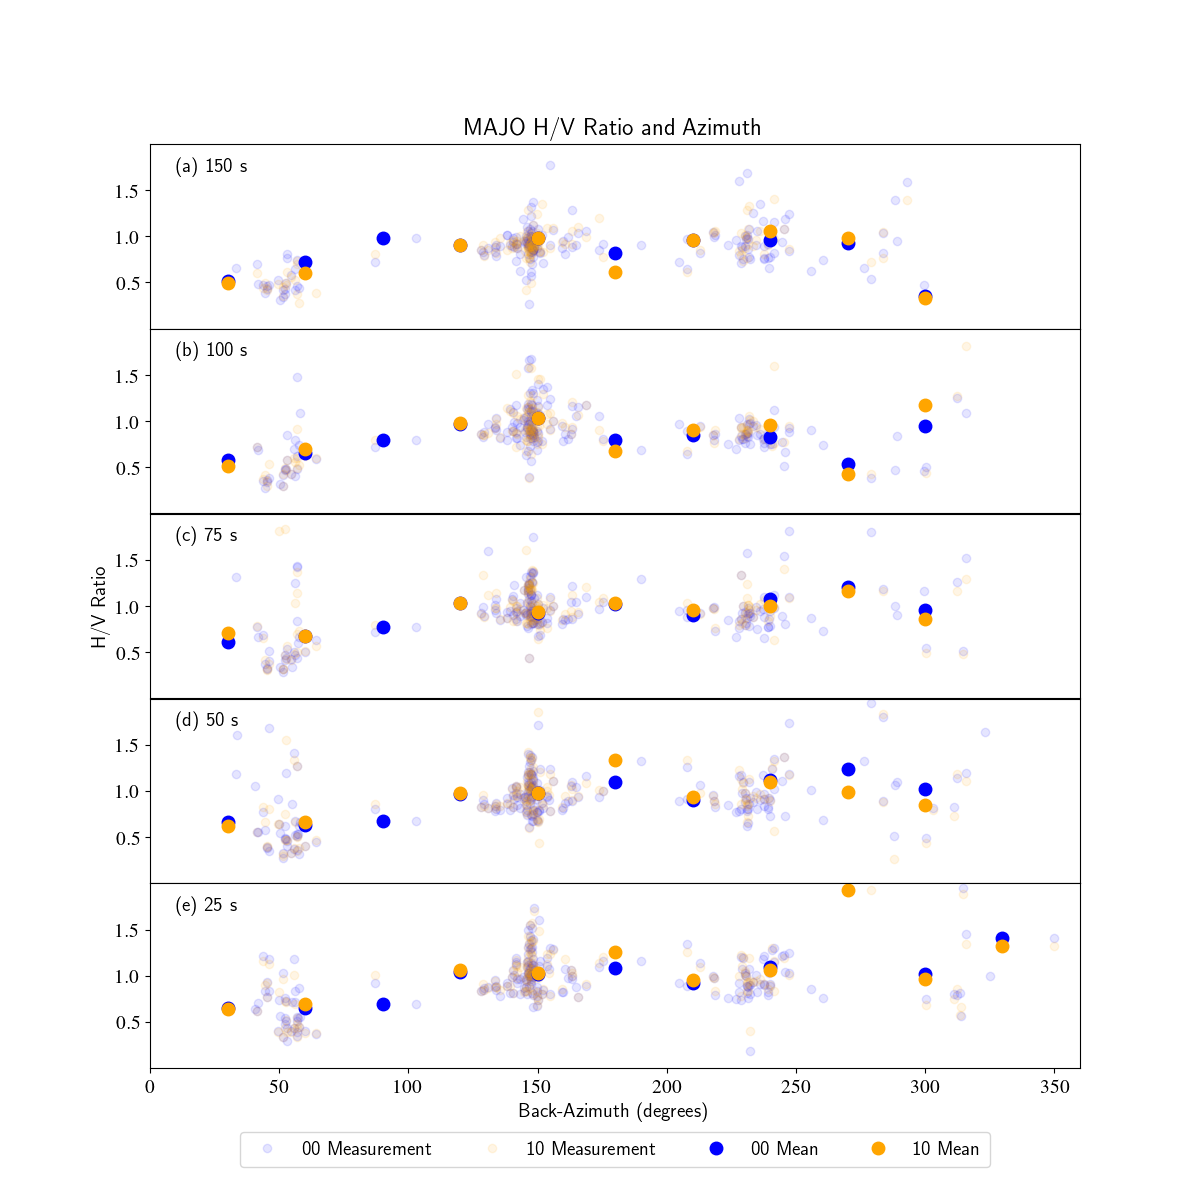 MAJO H/V Ratio and Azimuth
(a) 150 s
1.5
1.0
0.5
(b) 100 s
1.5
1.0
0.5
(c) 75 s
1.5
1.0
0.5
H/V Ratio
(d) 50 s
1.5
1.0
0.5
(e) 25 s
1.5
1.0
0.5
0 50 100 150 200 250 300 350
Back-Azimuth (degrees)
00 Measurement 10 Measurement 00 Mean 10 Mean